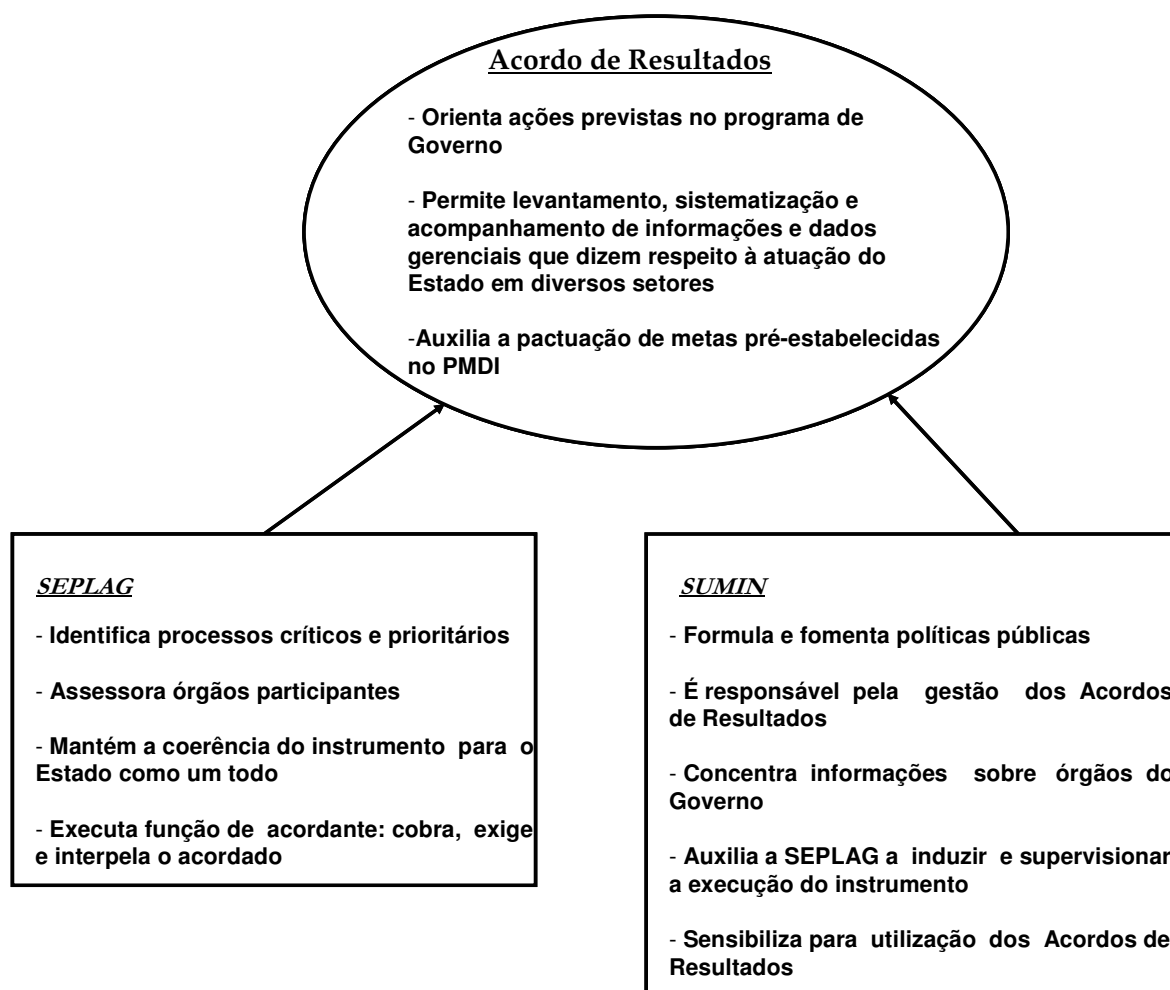 Acordo de Resultados
- Orienta ações previstas no programa de
Governo
- Permite levantamento, sistematização e
acompanhamento de informações e dados
gerenciais que dizem respeito à atuação do
Estado em diversos setores
-Auxilia a pactuação de metas pré-estabelecidas
no PMDI
SEPLAG
- Identifica processos críticos e prioritários
- Assessora órgãos participantes
- Mantém a coerência do instrumento para o
Estado como um todo
- Executa função de acordante: cobra, exige
e interpela o acordado
SUMIN
- Formula e fomenta políticas públicas
- É responsável pela gestão dos Acordos
de Resultados
- Concentra informações sobre órgãos do
Governo
- Auxilia a SEPLAG a induzir e supervisionar
a execução do instrumento
- Sensibiliza para utilização dos Acordos de
Resultados